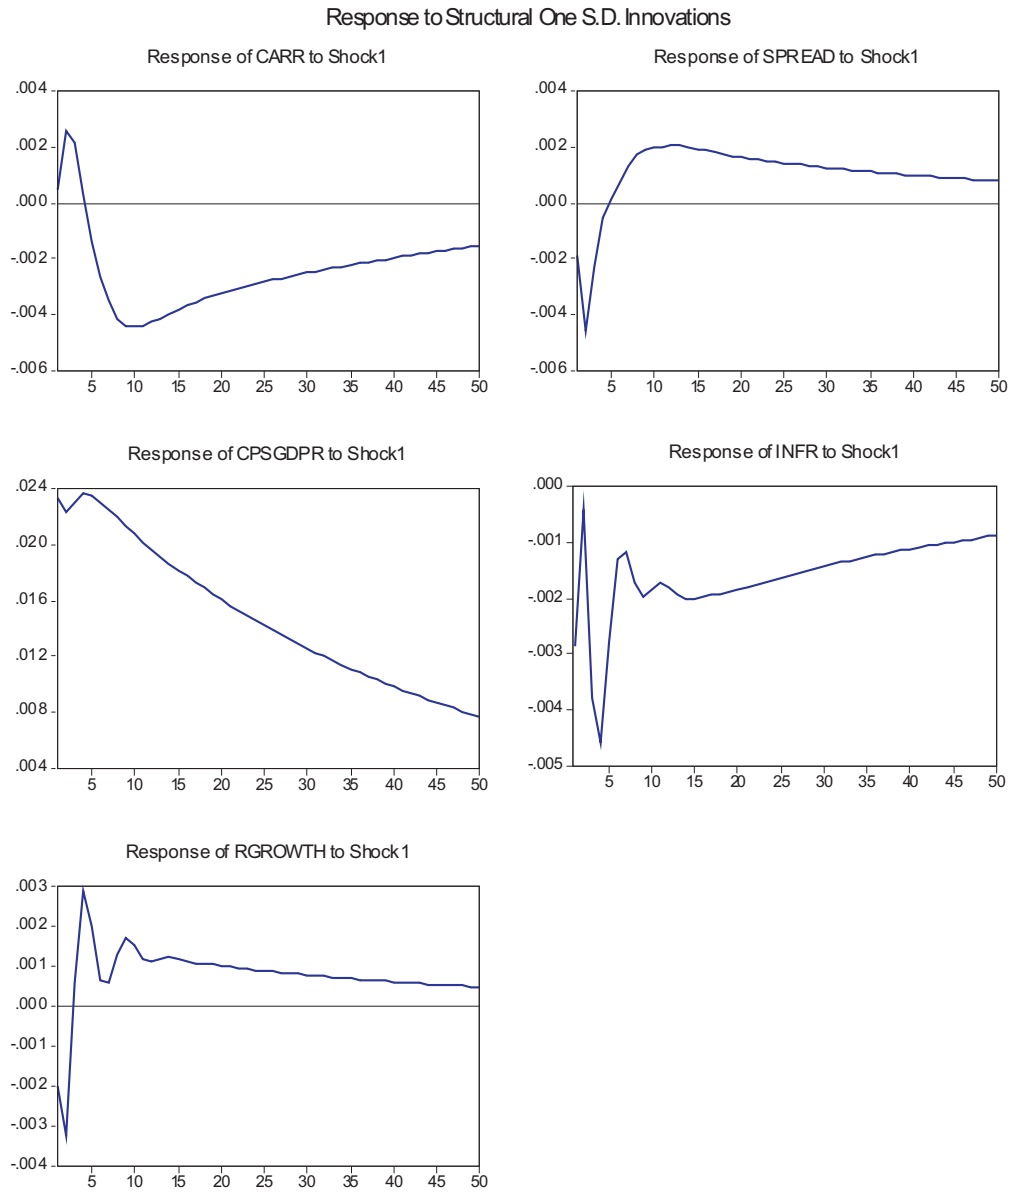 Response to Structural One S.D. Innovations
Response of CARR to Shock1
.004
.002
.000
-.002
-.004
-.006
5 10 15 20 25 30 35 40 45 50
Response of SPREAD to Shock1
.004
.002
.000
-.002
-.004
-.006
5 10 15 20 25 30 35 40 45 50
Response of CPSGDPR to Shock1
.024
.020
.016
.012
.008
.004
5 10 15 20 25 30 35 40 45 50
Response of INFR to Shock1
.000
-.001
-.002
-.003
-.004
-.005
5 10 15 20 25 30 35 40 45 50
Response of RGROWTH to Shock1
.003
.002
.001
.000
-.001
-.002
-.003
-.004
5 10 15 20 25 30 35 40 45 50